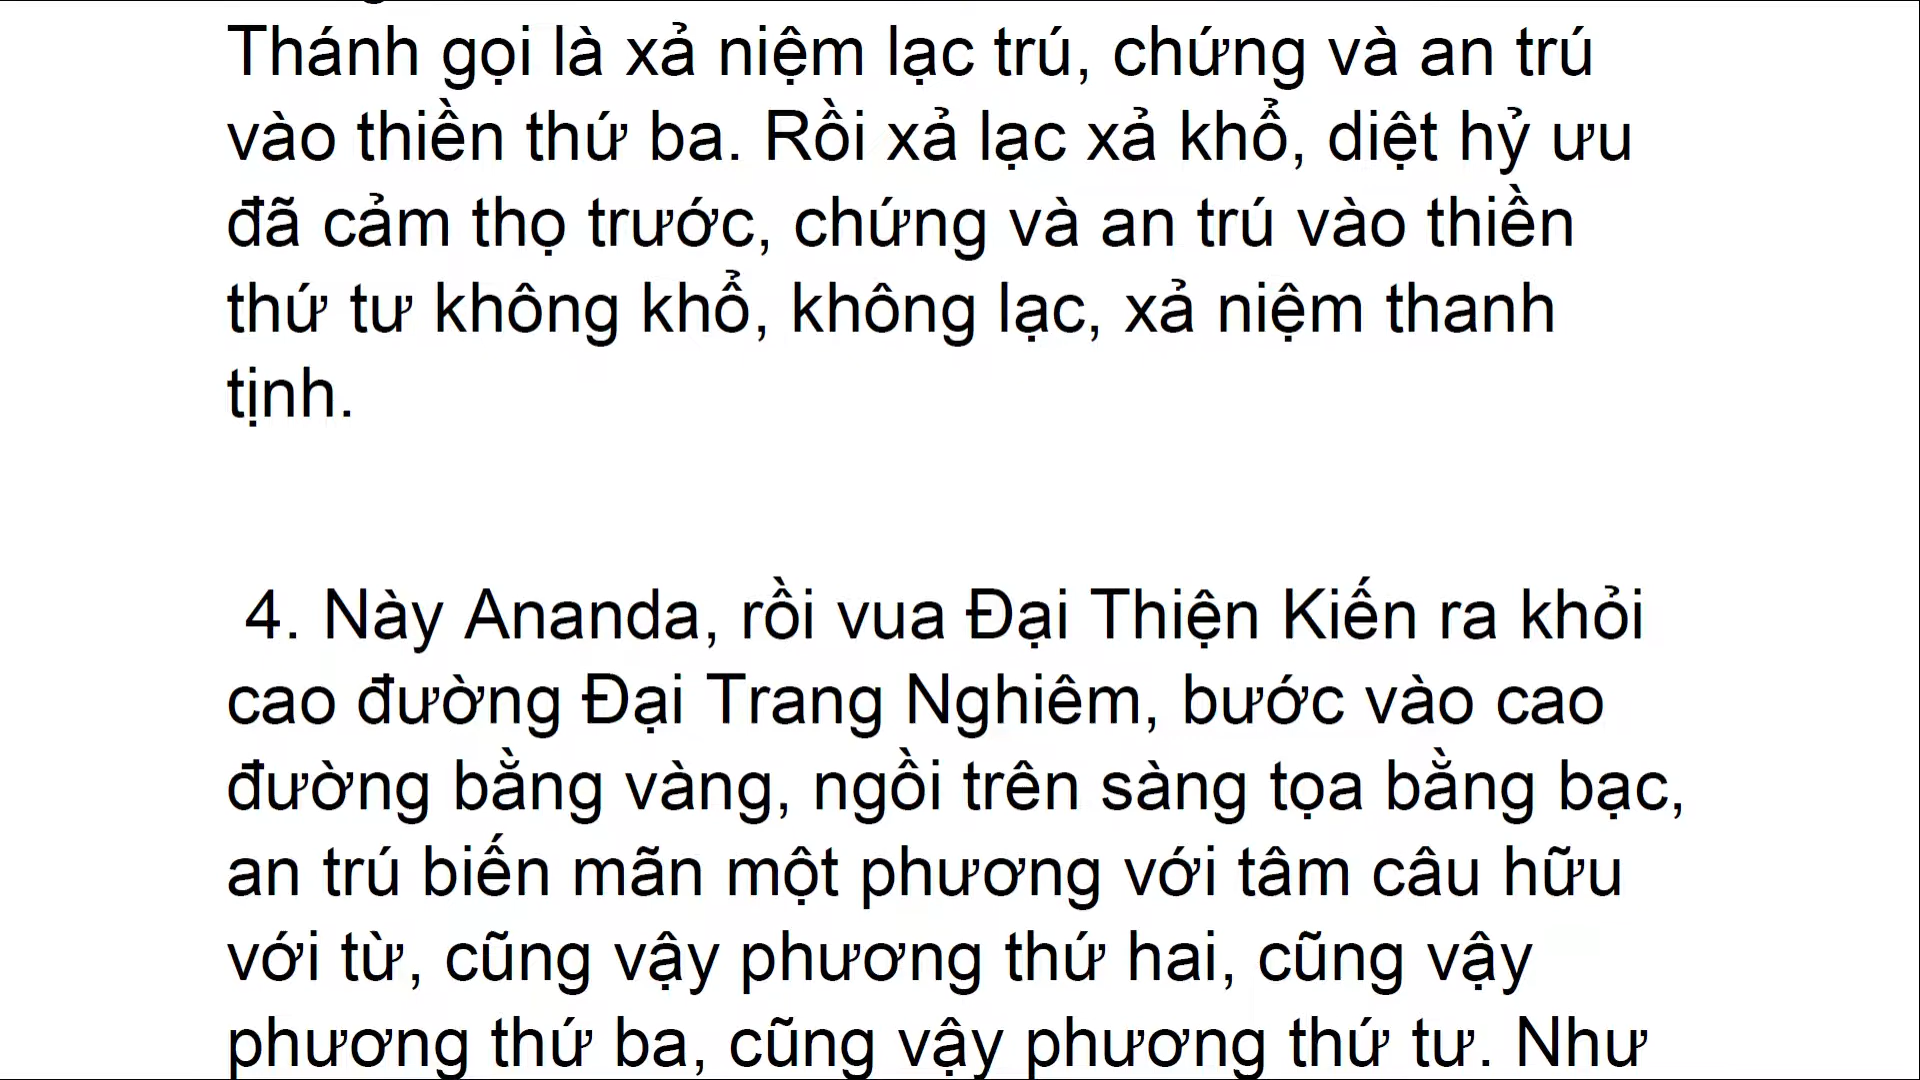 Thánh gọi là xả niệm lạc trú, chứng và an trú
vào thiền thứ ba. Rồi xả lạc xả khổ, diệt hỷ ưu
đã cảm thọ trước, chứng và an trú vào thiền
thứ tư không khổ, không lạc, xả niệm thanh
tịnh.
4. Này Ananda, rồi vua Đại Thiện Kiến ra khỏi
cao đường Đại Trang Nghiêm, bước vào cao
đường bằng vàng, ngồi trên sàng tọa bằng bạc,
an trú biến mãn một phương với tâm câu hữu
với từ, cũng vậy phương thứ hai, cũng vậy
phương thứ ba, cũng vậy phương thứ tư. Như